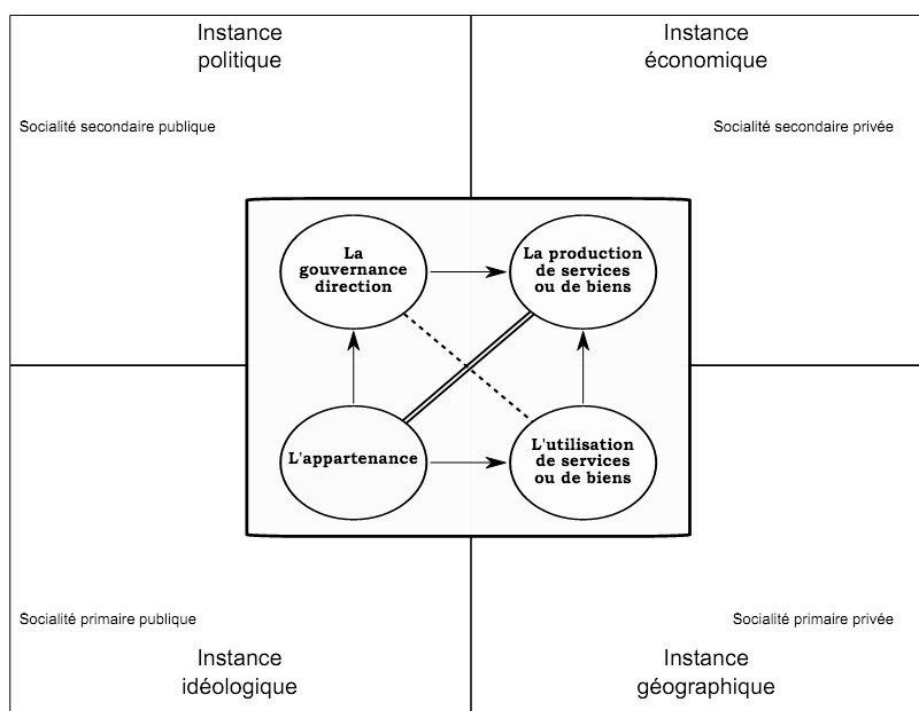 Instance
politique
Instance
économique
Socialité secondaire publique
Socialité secondaire privée
La
gouvernance
direction
La production
de services
ou de biens
L'appartenance
L'utilisation
de services
ou de biens
Socialité primaire publique
Socialité primaire privée
Instance
idéologique
Instance
géographique